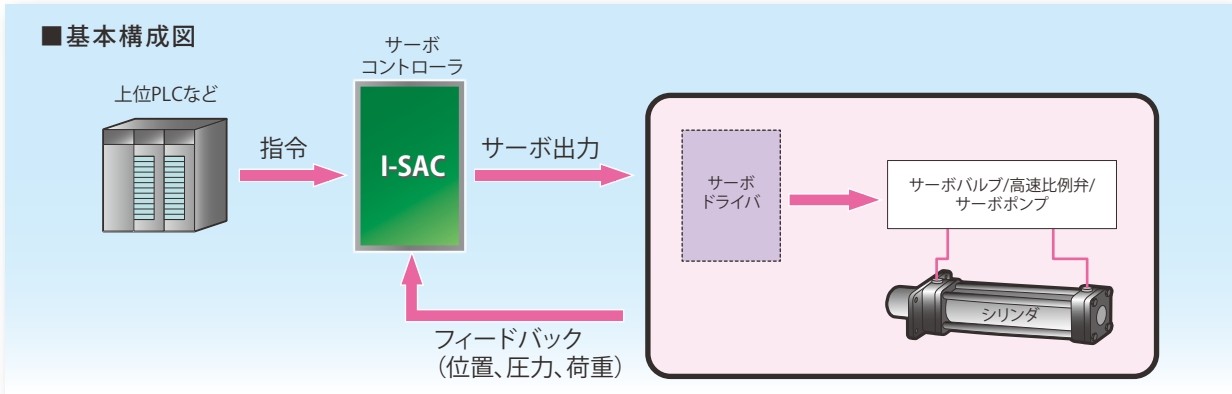 ■基本構成図
上位PLCなど
指令
サーボ
コントローラ
I-SAC
サーボ出力
サーボ
ドライバ
サーボバルブ/高速比例弁/
サーボポンプ
シリンダ
フィードバック
(位置、圧力、荷重)